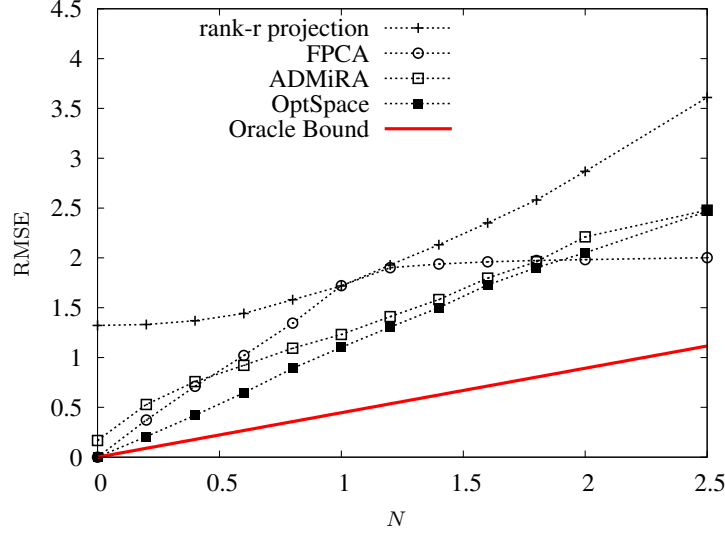 4.5
4
3.5
3
2.5
2
1.5
1
0.5
0
RMSE
rank-r projection
FPCA
ADMiRA
OptSpace
Oracle Bound
0 0.5 1 1.5 2 2.5
N